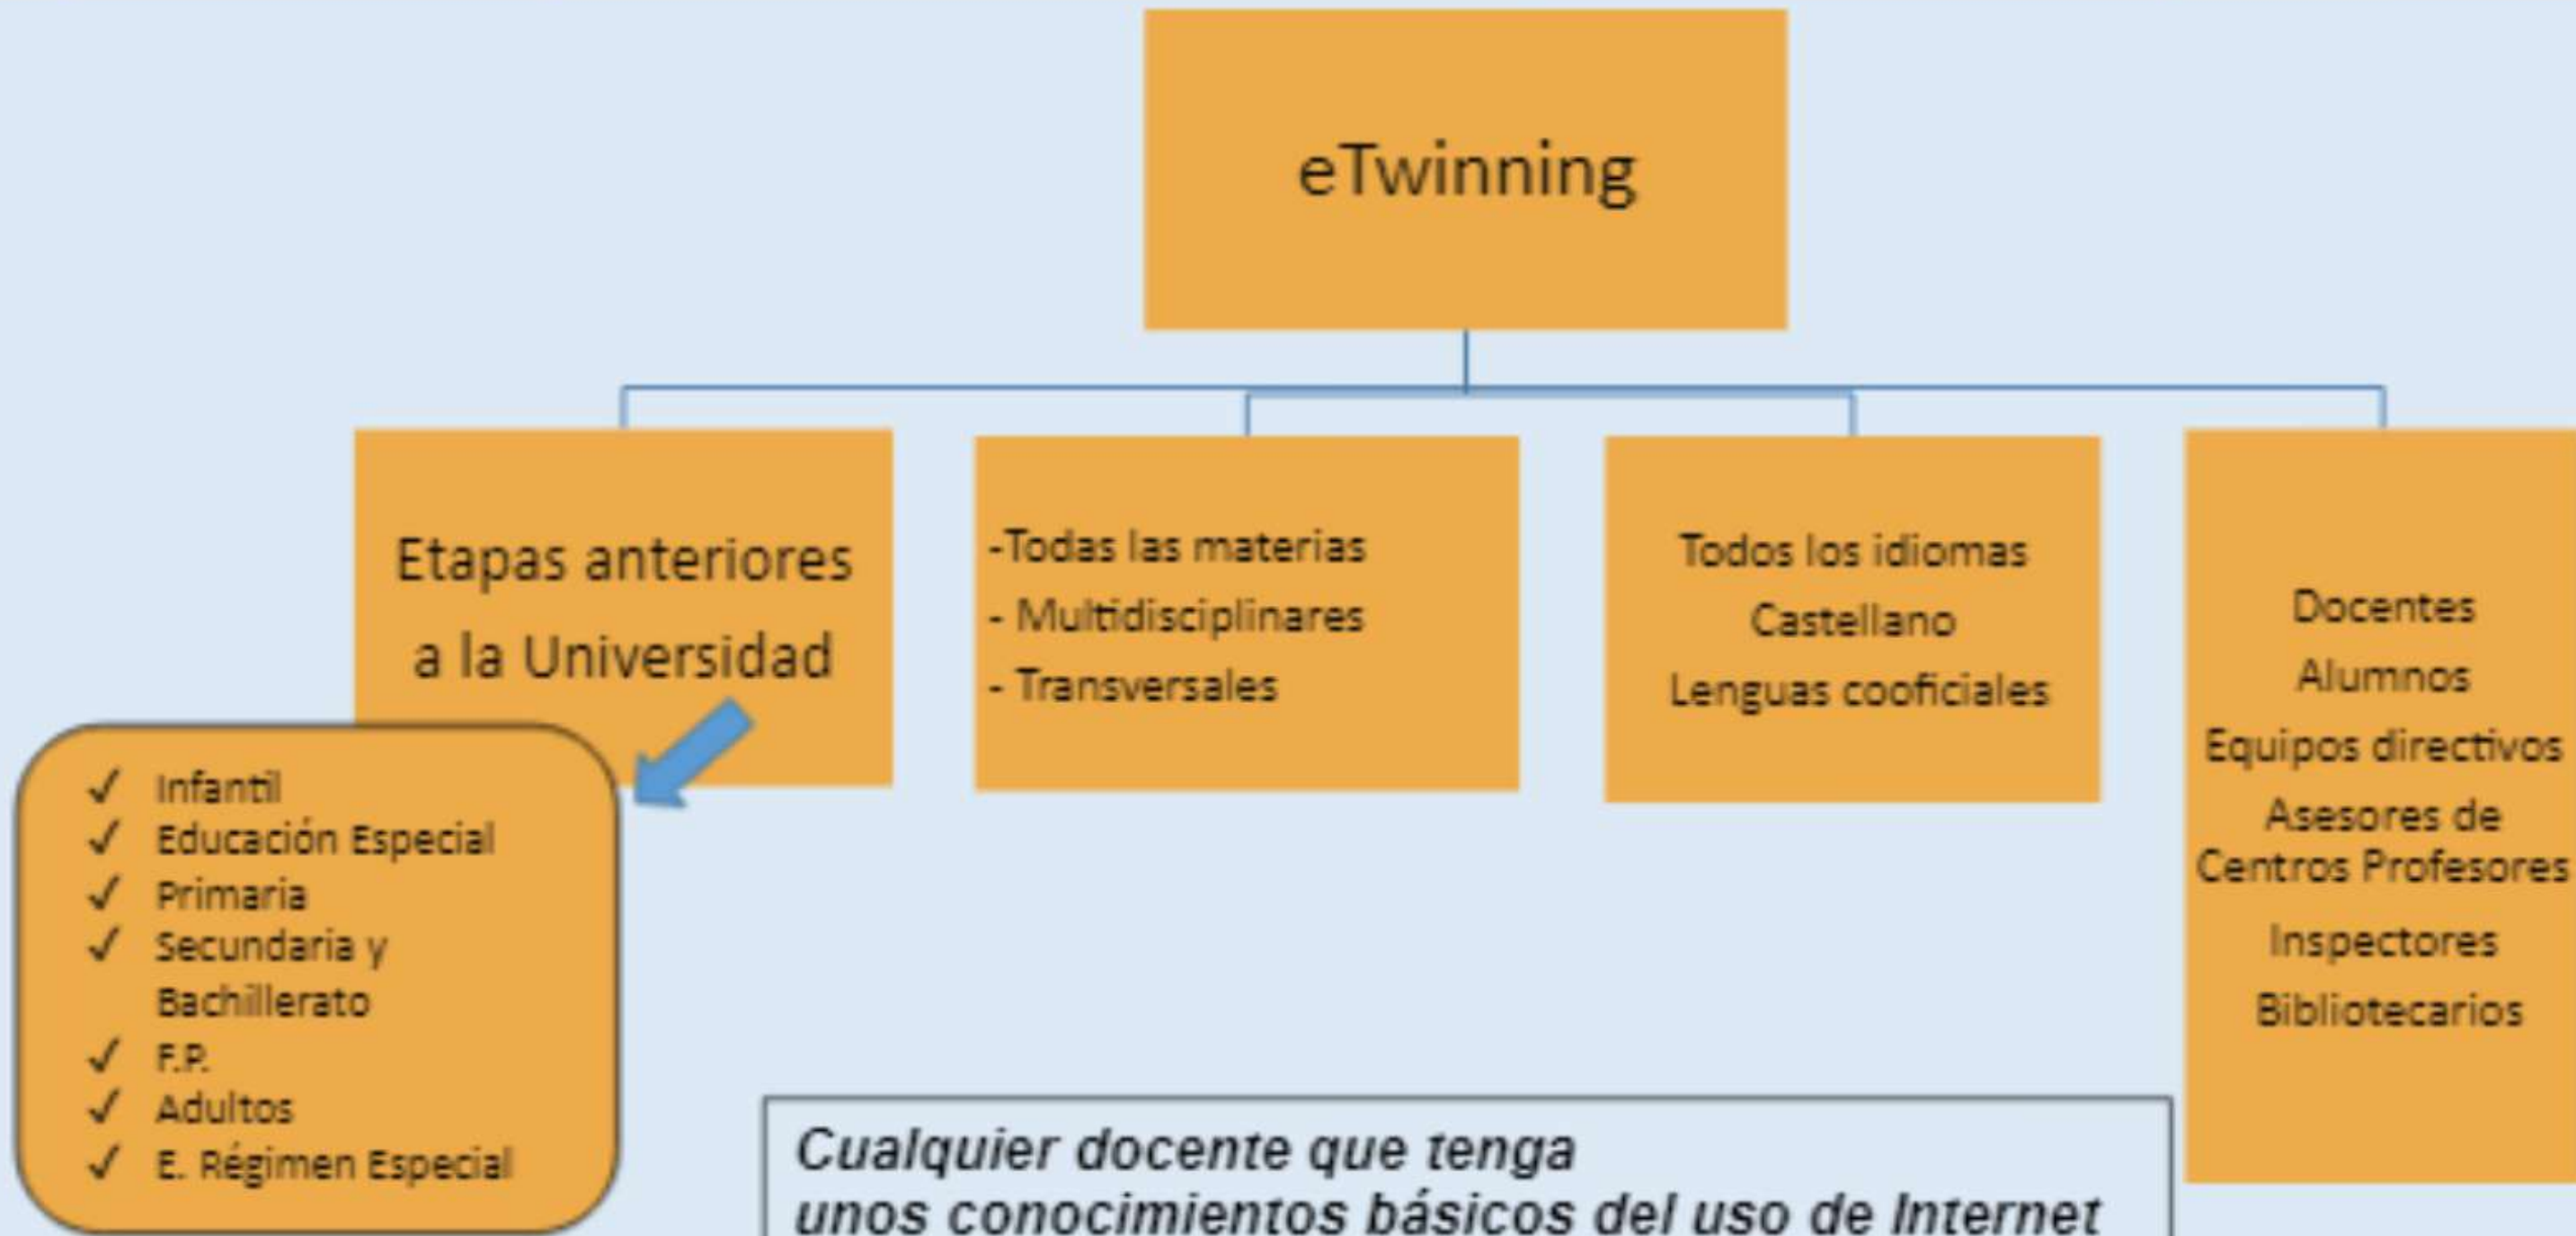 eTwinning
Etapas anteriores
a la Universidad
✓ Infantil
✓ Educación Especial
✓ Primaria
✓ Secundaria y
Bachillerato
✓ F.P.
✓ Adultos
✓ E. Régimen Especial
-Todas las materias
- Multidisciplinares
- Transversales
Todos los idiomas
Castellano
Lenguas cooficiales
Docentes
Alumnos
Equipos directivos
Asesores de
Centros Profesores
Inspectores
Bibliotecarios
Cualquier docente que tenga
unos conocimientos básicos del uso de Internet